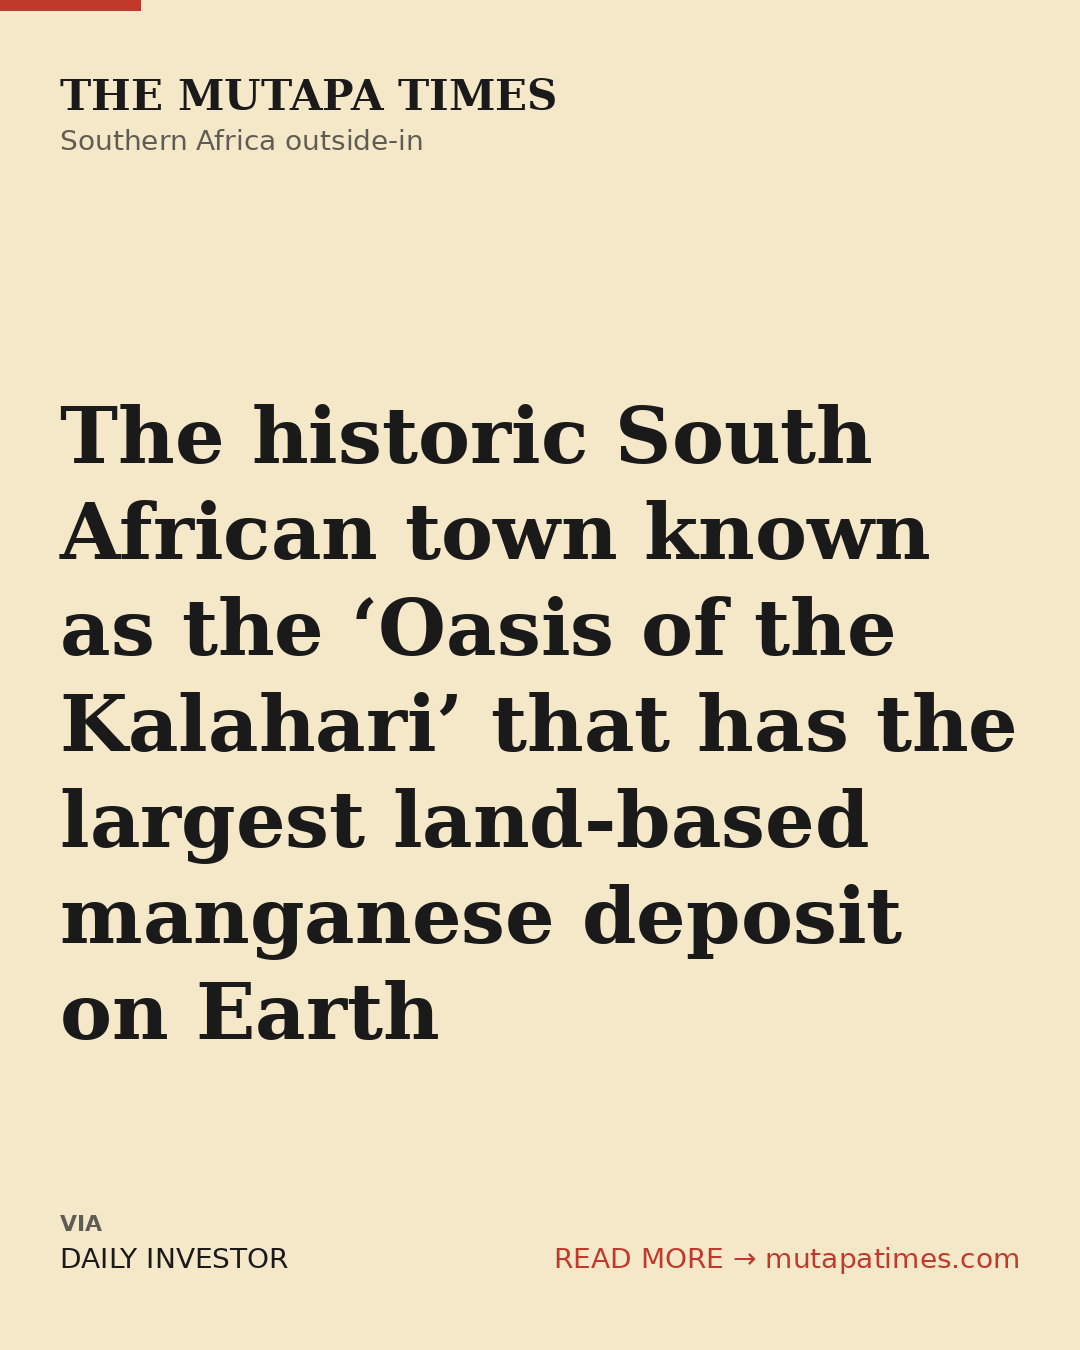 THE MUTAPA TIMES
Southern Africa outside-in
The historic South
African town known
as the ‘Oasis of the
Kalahari’ that has the
largest land-based
manganese deposit
on Earth
VIA
DAILY INVESTOR
READ MORE → mutapatimes.com